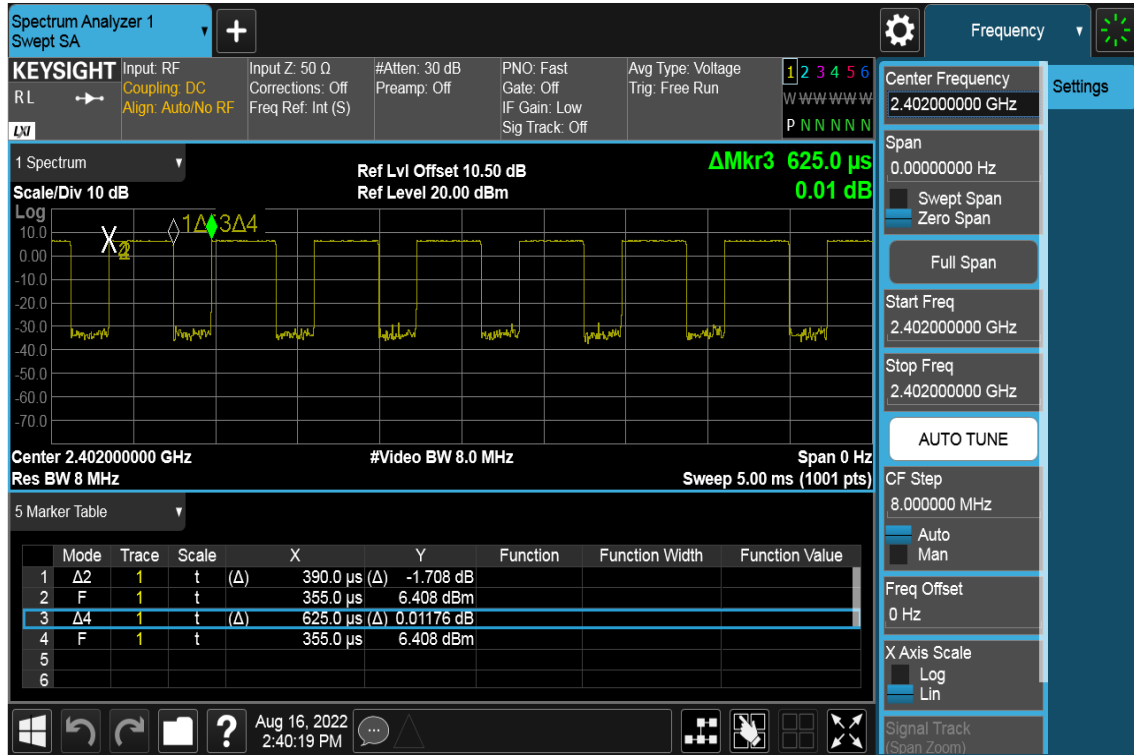 Spectrum Analyzer 1
Swept SA
Frequency
KEYSIGHT
RL
LXI
Input: RF
Coupling: DC
Align: Auto/No RF
Input Z: 50 Ω
Corrections: Off
Freq Ref: Int (S)
#Atten: 30 dB
Preamp: Off
PNO: Fast
Gate: Off
IF Gain: Low
Sig Track: Off
Avg Type: Voltage
Trig: Free Run
1 2 3 4 5 6
W W W W W W
P N N N N N
1 Spectrum
Scale/Div 10 dB
Ref Lvl Offset 10.50 dB
Ref Level 20.00 dBm
ΔMkr3 625.0 µs
0.01 dB
Log
1Δ2
3Δ4
10.0
0.00
-10.0
-20.0
-30.0
-40.0
-50.0
-60.0
-70.0
Center 2.402000000 GHz
#Video BW 8.0 MHz
Span 0 Hz
Res BW 8 MHz
Sweep 5.00 ms (1001 pts)
5 Marker Table
Mode Trace Scale X Y Function Function Width Function Value
1 Δ2 1 t (Δ) 390.0 µs (Δ) -1.708 dB
2 F 1 t 355.0 µs 6.408 dBm
3 Δ4 1 t (Δ) 625.0 µs (Δ) 0.01176 dB
4 F 1 t 355.0 µs 6.408 dBm
5
6
Aug 16, 2022
2:40:19 PM
Center Frequency
2.402000000 GHz
Settings
Span
0.00000000 Hz
Swept Span
Zero Span
Full Span
Start Freq
2.402000000 GHz
Stop Freq
2.402000000 GHz
AUTO TUNE
CF Step
8.000000 MHz
Auto
Man
Freq Offset
0 Hz
X Axis Scale
Log
Lin
Signal Track
(Span Zoom)